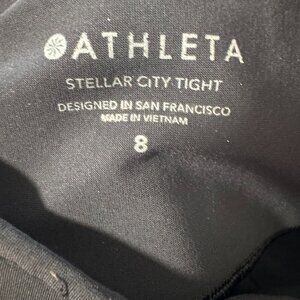 ATHLETA
STELLAR CITY TIGHT
DESIGNED IN SAN FRANCISCO
MADE IN VIETNAM
8